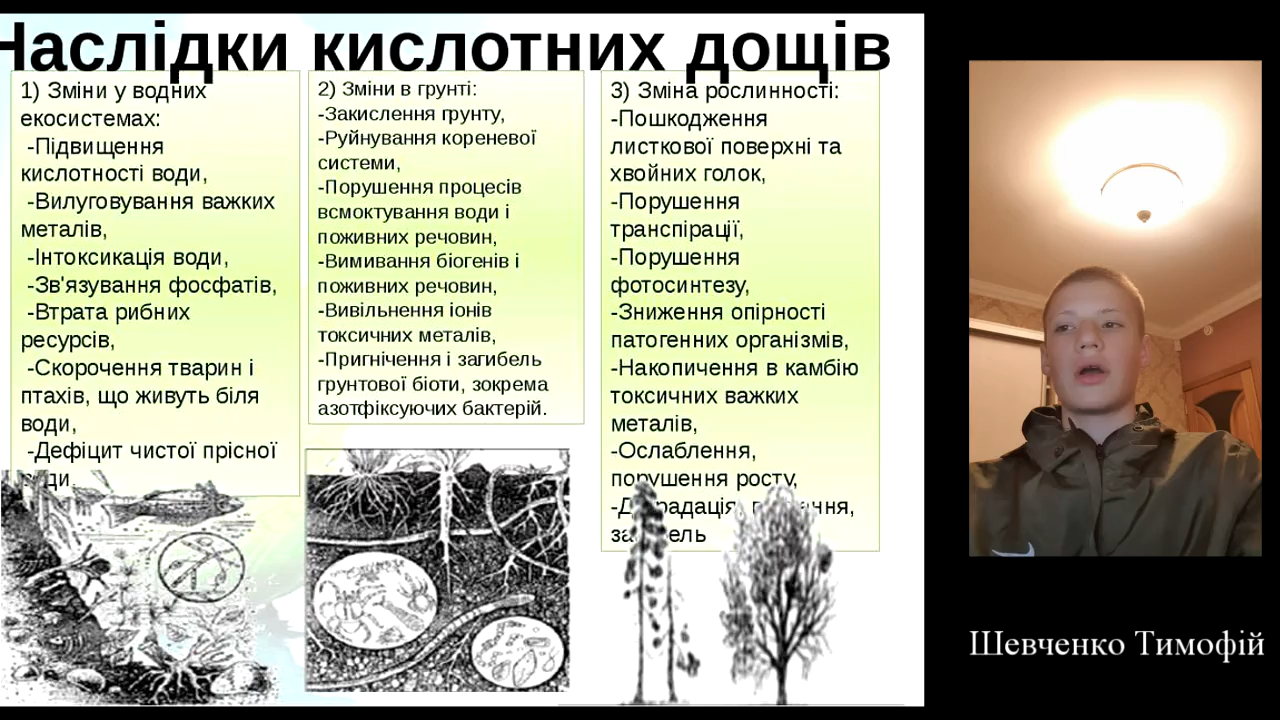 Наслідки кислотних дощів
1) Зміни у водних
екосистемах:
-Підвищення
кислотності води,
-Вилуговування важких
металів,
-Інтоксикація води,
-Зв'язування фосфатів,
-Втрата рибних
ресурсів,
-Скорочення тварин і
птахів, що живуть біля
води,
-Дефіцит чистої прісної
води.
2) Зміни в грунті:
-Закислення ґрунту,
-Руйнування кореневої
системи,
-Порушення процесів
всмоктування води і
поживних речовин,
-Вимивання біогенів і
поживних речовин,
-Вивільнення іонів
токсичних металів,
-Пригнічення і загибель
грунтової біоти, зокрема
азотфіксуючих бактерій.
3) Зміна рослинності:
-Пошкодження
листкової поверхні та
хвойних голок,
-Порушення
транспірації,
-Порушення
фотосинтезу,
-Зниження опірності
патогенних організмів,
-Накопичення в камбію
токсичних важких
металів,
-Ослаблення,
порушення росту,
-Деградація,
загибель
Шевченко Тимофій